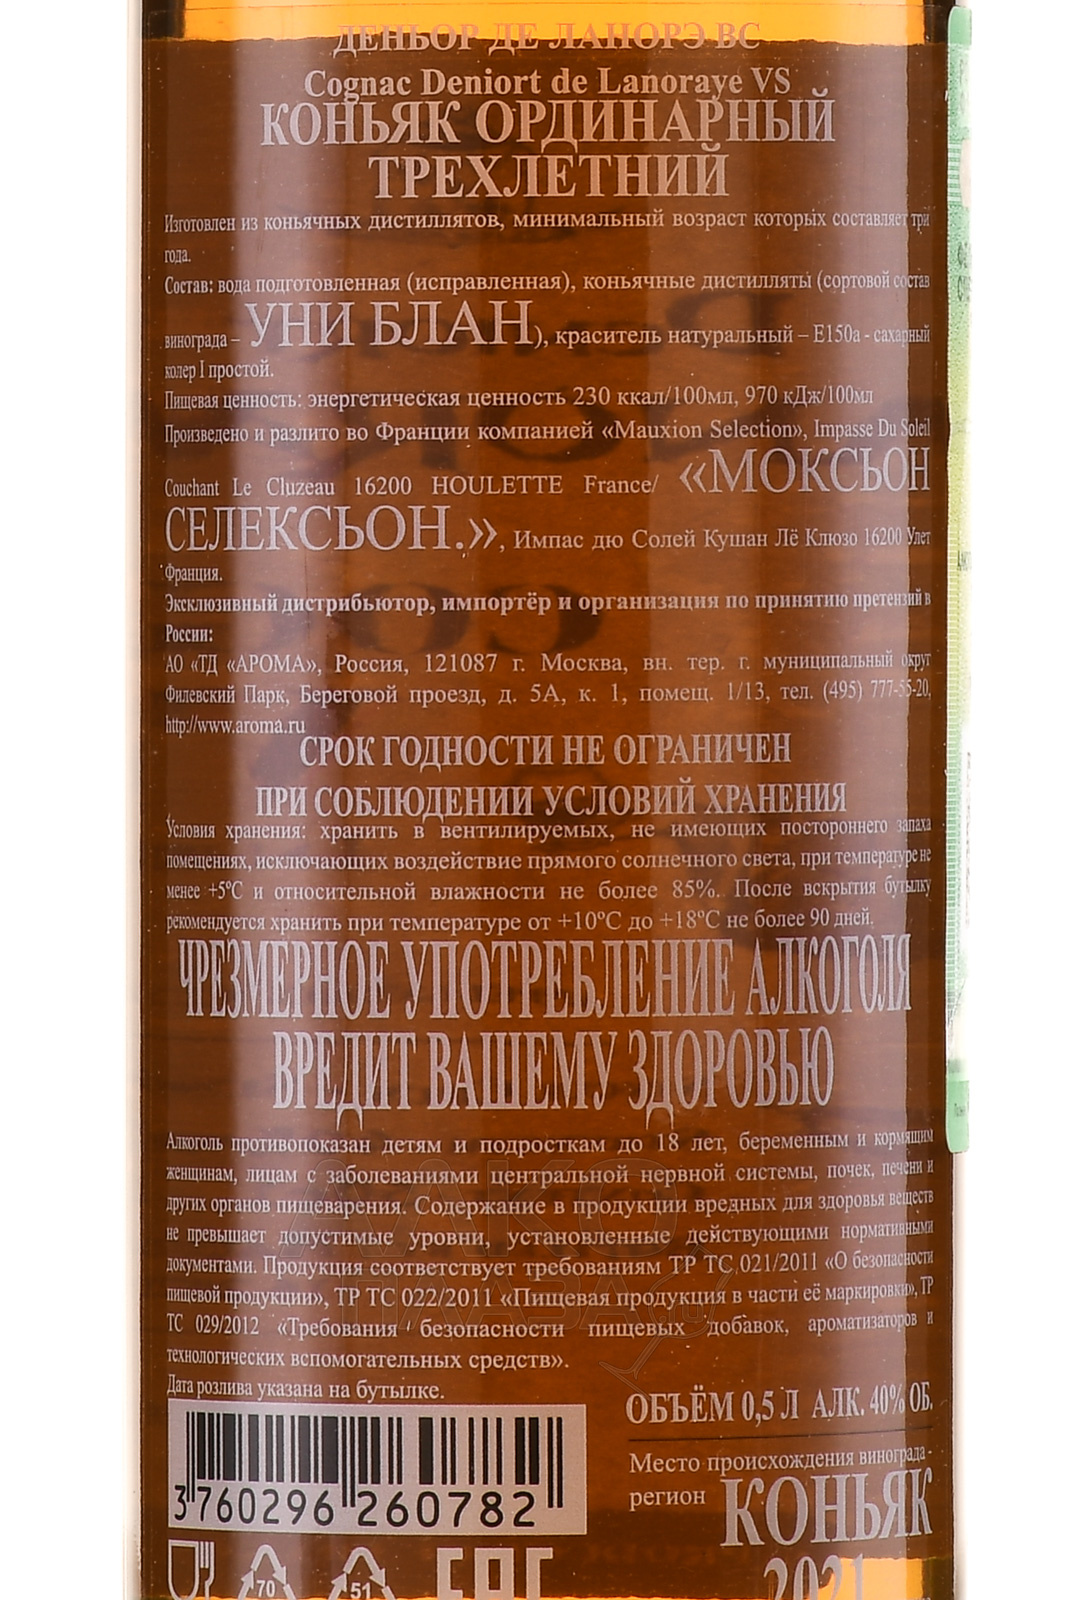 ДЕНЬОР ДЕ ЛАНОРЭ ВС
Cognac Deniort de Lanoraye VS
КОНЬЯК ОРДИНАРНЫЙ
ТРЕХЛЕТНИЙ
Изготовлен из коньячных дистиллятов, минимальный возраст которых составляет три
года.
Состав: вода подготовленная (исправленная), коньячные дистилляты (сортовой состав
винограда – УНИ БЛАН), краситель натуральный – Е150а - сахарный
колер I простой.
Пищевая ценность: энергетическая ценность 230 ккал/100мл, 970 кДж/100мл
Произведено и разлито во Франции компанией «Mauxion Selection», Impasse Du Soleil
Couchant Le Cluzeau 16200 HOULETTE France/ «МОКСЬОН
СЕЛЕКСЬОН.», Импас дю Солей Кушан Лё Клюзо 16200 Улет
Франция.
Эксклюзивный дистрибьютор, импортёр и организация по принятию претензий в
России:
АО «ТД «АРОМА», Россия, 121087 г. Москва, вн. тер. г. муниципальный округ
Филевский Парк, Береговой проезд, д. 5А, к. 1, помещ. 1/13, тел. (495) 777-55-20,
http://www.aroma.ru
СРОК ГОДНОСТИ НЕ ОГРАНИЧЕН
ПРИ СОБЛЮДЕНИИ УСЛОВИЙ ХРАНЕНИЯ
Условия хранения: хранить в вентилируемых, не имеющих постороннего запаха
помещениях, исключающих воздействие прямого солнечного света, при температуре не
менее +5ºС и относительной влажности не более 85%. После вскрытия бутылку
рекомендуется хранить при температуре от +10ºС до +18ºС не более 90 дней.
ЧРЕЗМЕРНОЕ УПОТРЕБЛЕНИЕ АЛКОГОЛЯ
ВРЕДИТ ВАШЕМУ ЗДОРОВЬЮ
Алкоголь противопоказан детям и подросткам до 18 лет, беременным и кормящим
женщинам, лицам с заболеваниями центральной нервной системы, почек, печени и
других органов пищеварения. Содержание в продукции вредных для здоровья веществ
не превышает допустимые уровни, установленные действующими нормативными
документами. Продукция соответствует требованиям ТР ТС 021/2011 «О безопасности
пищевой продукции», ТР ТС 022/2011 «Пищевая продукция в части её маркировки», ТР
ТС 029/2012 «Требования безопасности пищевых добавок, ароматизаторов и
технологических вспомогательных средств».
Дата розлива указана на бутылке.
ОБЪЁМ 0,5 Л АЛК. 40% ОБ.
Место происхождения винограда -
регион КОНЬЯК
2021
3 760296 260782
70
51
EAC
АЛКО
ПЛАЗА.ru